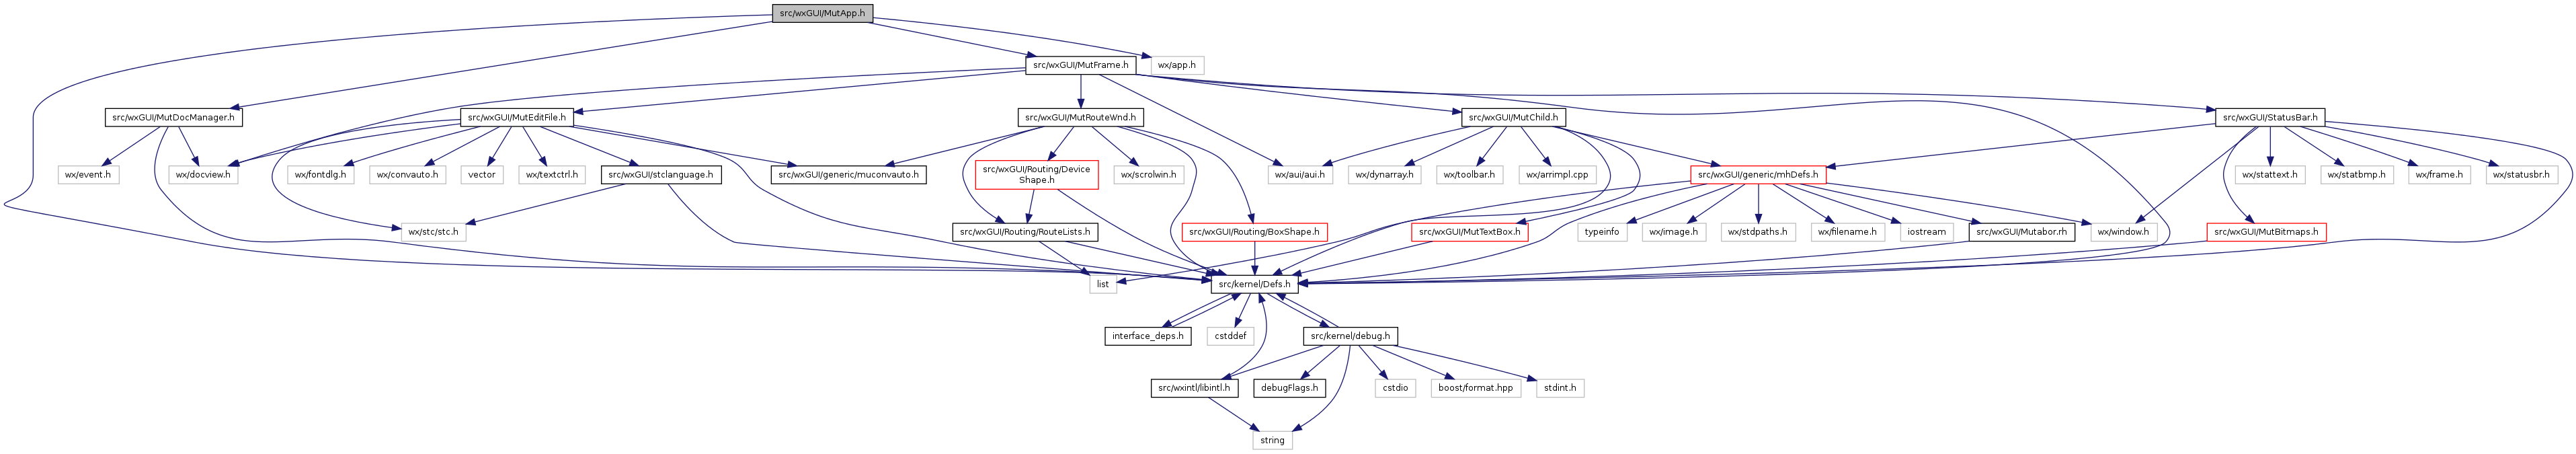 src/wxGUI/MutApp.h
src/wxGUI/MutFrame.h
wx/app.h
src/wxGUI/MutDocManager.h
src/wxGUI/MutEditFile.h
src/wxGUI/MutRouteWnd.h
src/wxGUI/MutChild.h
src/wxGUI/StatusBar.h
wx/event.h
wx/docview.h
wx/fontdlg.h
wx/convauto.h
vector
wx/textctrl.h
src/wxGUI/stclanguage.h
src/wxGUI/generic/muconvauto.h
src/wxGUI/Routing/Device
Shape.h
wx/scrolwin.h
wx/aui/aui.h
wx/dynarray.h
wx/toolbar.h
wx/arrimpl.cpp
src/wxGUI/generic/mhDefs.h
wx/stattext.h
wx/statbmp.h
wx/frame.h
wx/statusbr.h
wx/stc/stc.h
src/wxGUI/Routing/RouteLists.h
src/wxGUI/Routing/BoxShape.h
src/wxGUI/MutTextBox.h
typeinfo
wx/image.h
wx/stdpaths.h
wx/filename.h
iostream
src/wxGUI/Mutabor.rh
wx/window.h
src/wxGUI/MutBitmaps.h
list
src/kernel/Defs.h
interface_deps.h
cstddef
src/kernel/debug.h
src/wxintl/libintl.h
debugFlags.h
cstdio
boost/format.hpp
stdint.h
string